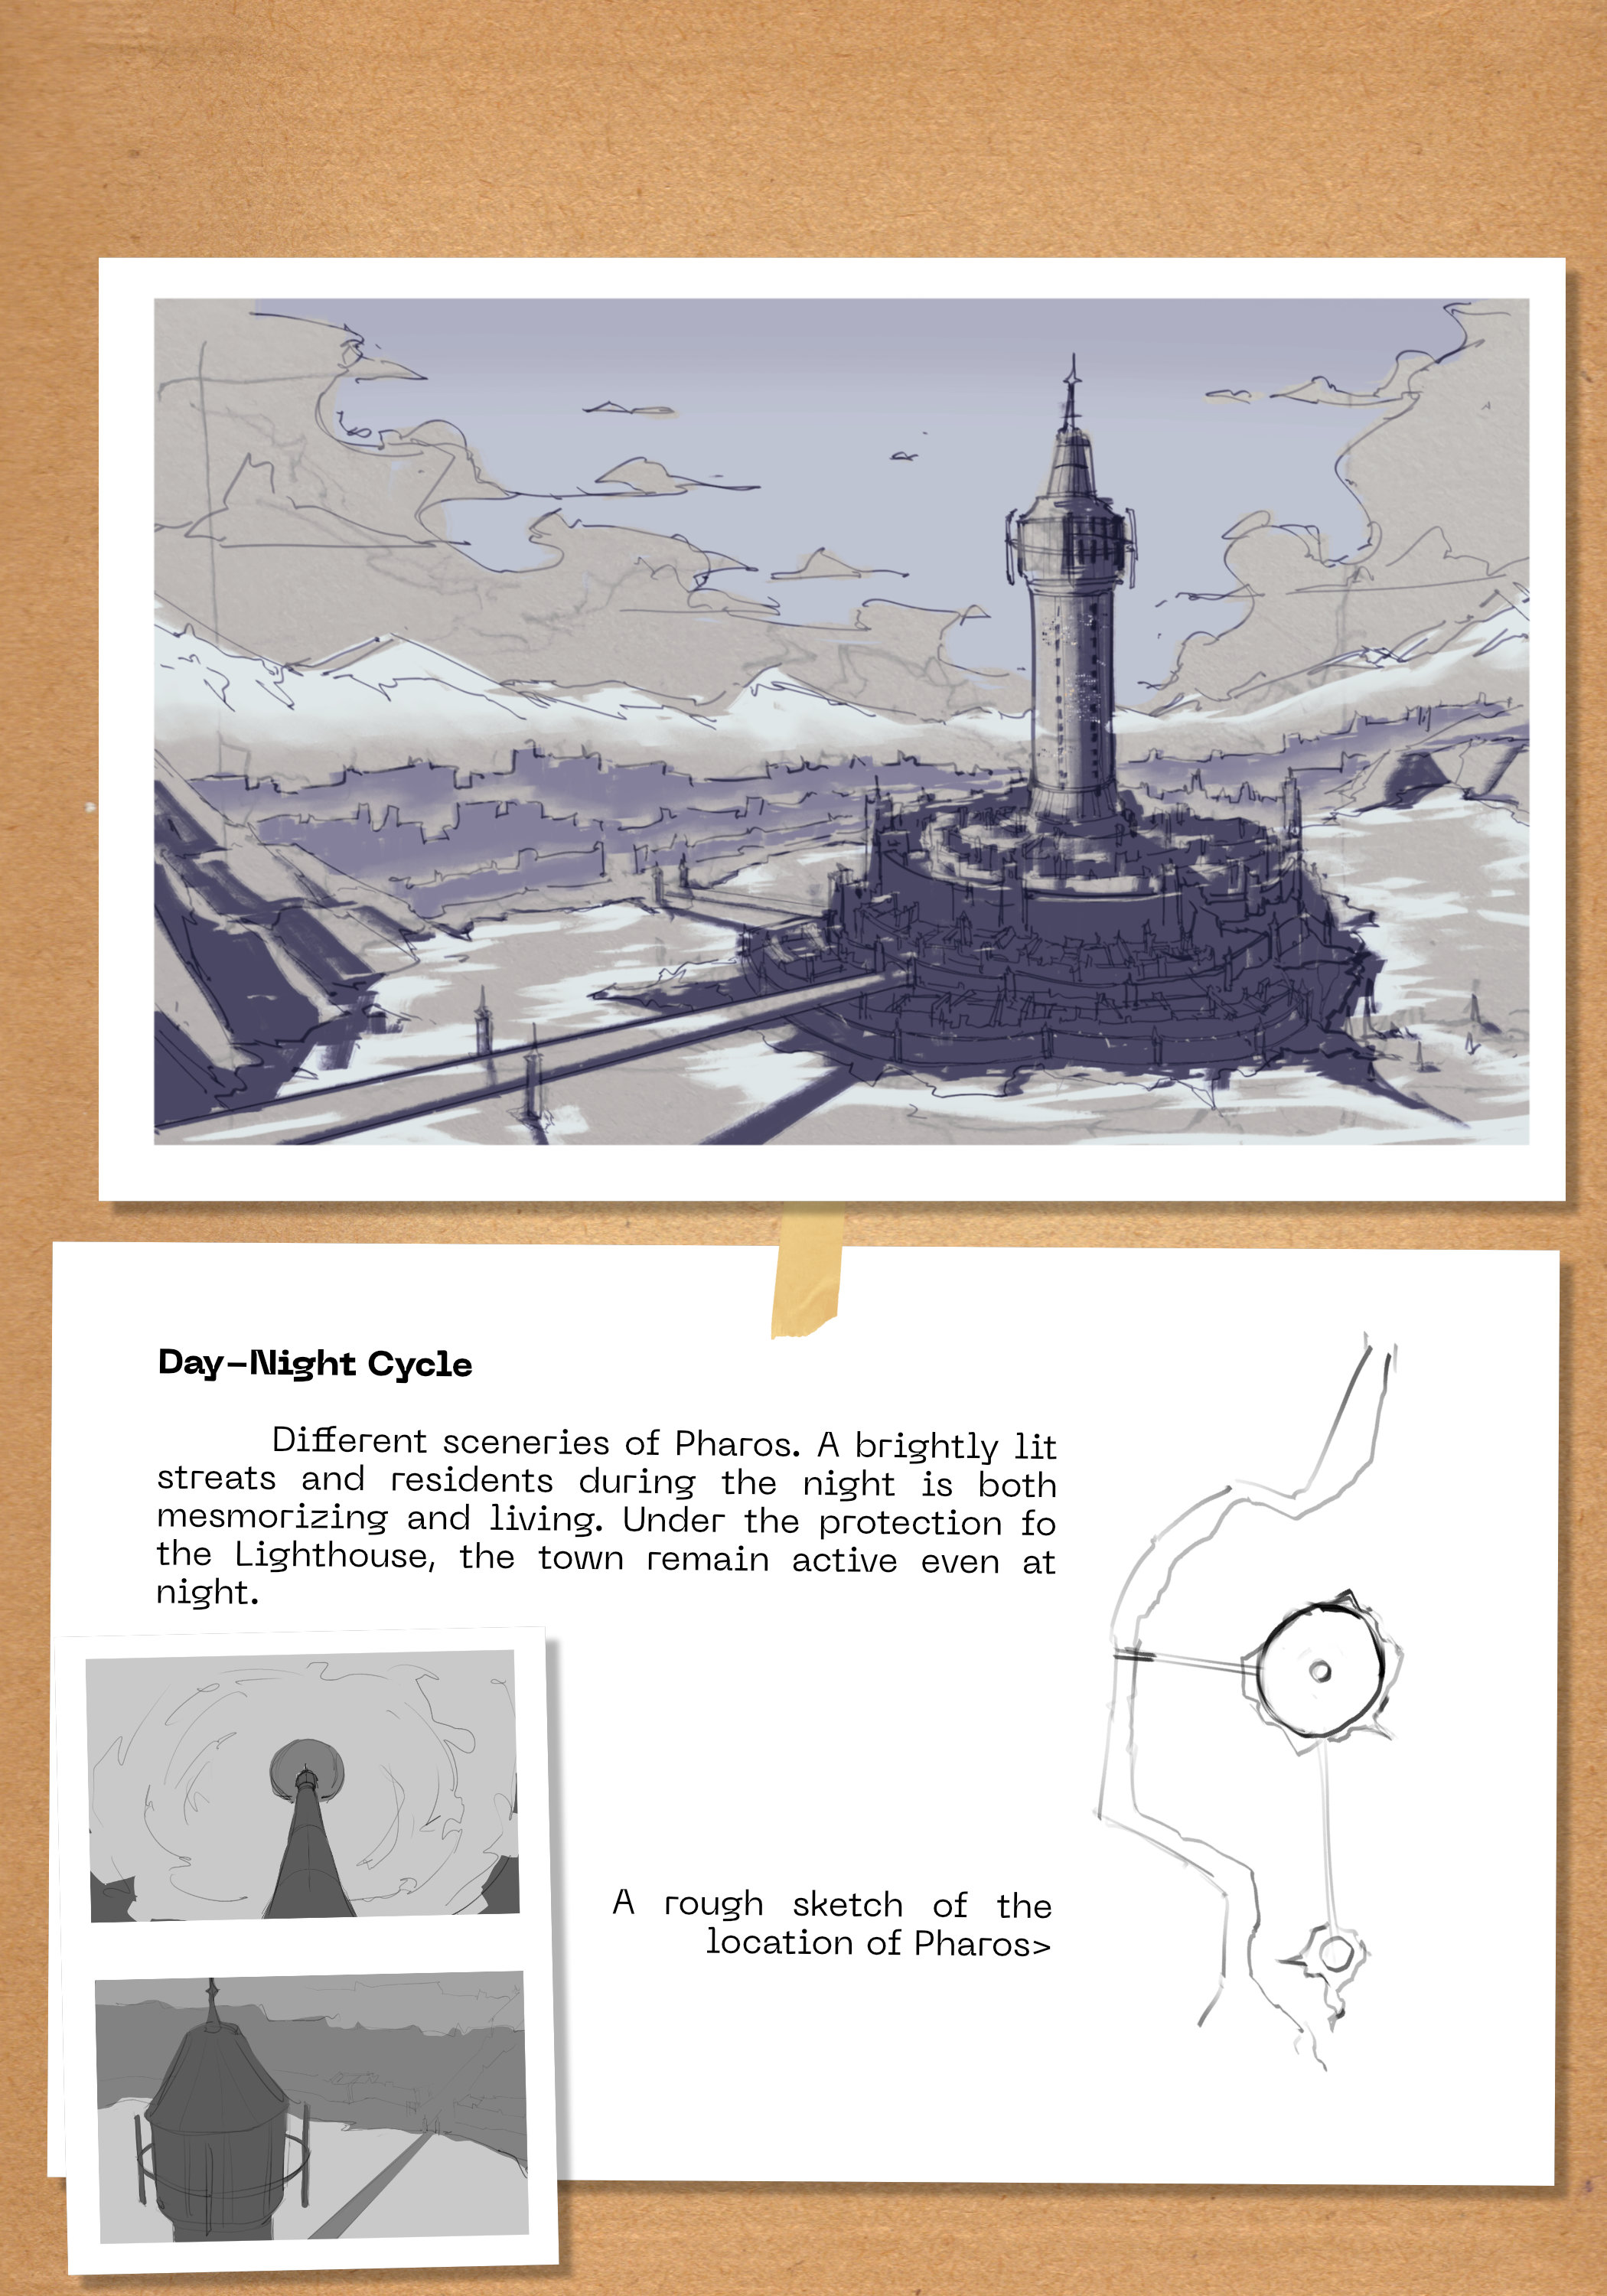 Day-Night Cycle
Different sceneries of Pharos. A brightly lit
streats and residents during the night is both
mesmorizing and living. Under the protection fo
the Lighthouse, the town remain active even at
night.
A rough sketch of the
location of Pharos>